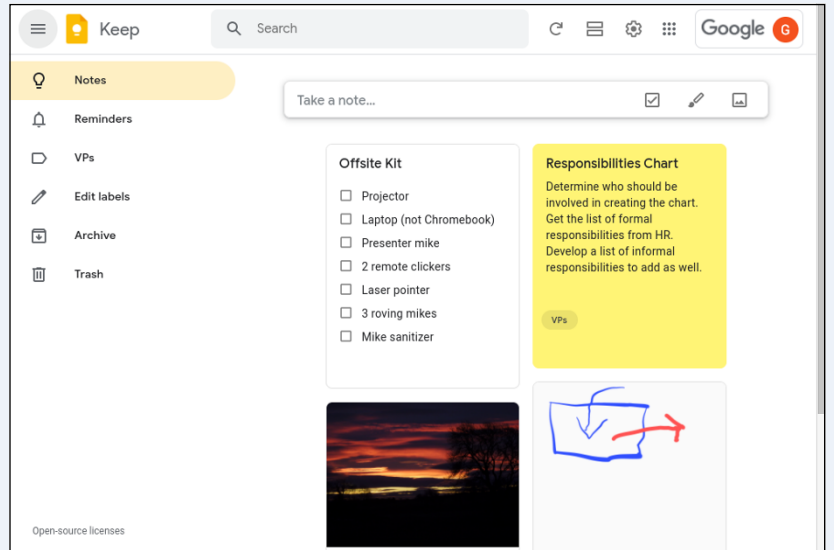 Keep
Search
Google
G
Notes
Reminders
VPs
Edit labels
Archive
Trash
Open-source licenses
Take a note...
Offsite Kit
Projector
Laptop (not Chromebook)
Presenter mike
2 remote clickers
Laser pointer
3 roving mikes
Mike sanitizer
Responsibilities Chart
Determine who should be
involved in creating the chart.
Get the list of formal
responsibilities from HR.
Develop a list of informal
responsibilities to add as well.
VPs